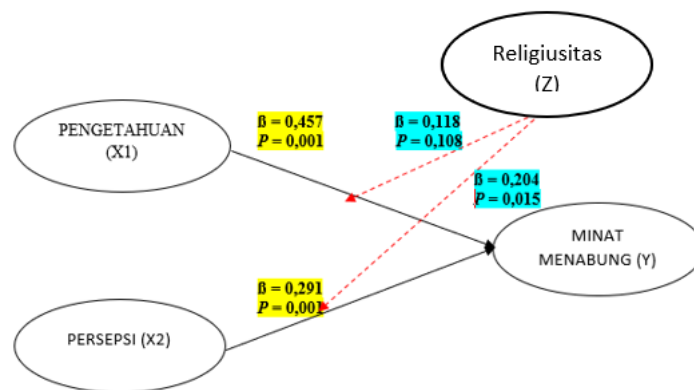 Religiusitas
(Z)
ß = 0,457
P = 0,001
ß = 0,118
P = 0,108
PENGETAHUAN
(X1)
ß = 0,204
P = 0,015
MINAT
MENABUNG (Y)
ß = 0,291
P = 0,001
PERSEPSI (X2)